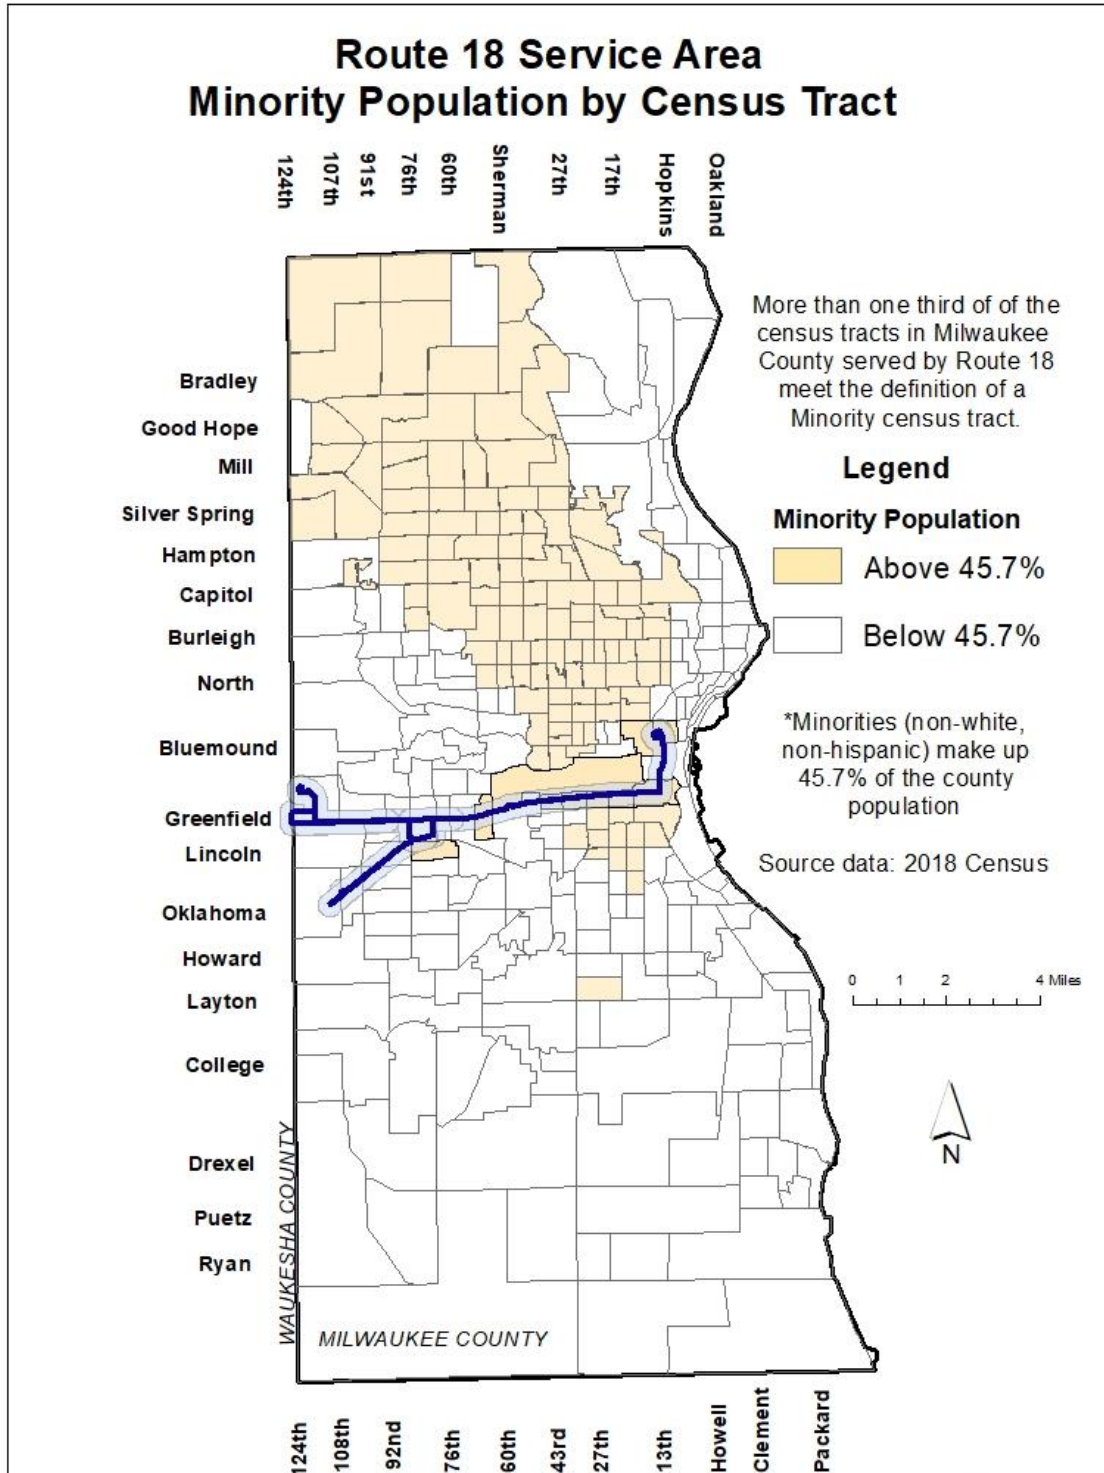 Route 18 Service Area
Minority Population by Census Tract
124th
107th
91st
76th
60th
Sherman
27th
17th
Hopkins
Oakland
More than one third of of the
census tracts in Milwaukee
County served by Route 18
meet the definition of a
Minority census tract.
Legend
Minority Population
Above 45.7%
Below 45.7%
*Minorities (non-white,
non-hispanic) make up
45.7% of the county
population
Source data: 2018 Census
Bradley
Good Hope
Mill
Silver Spring
Hampton
Capitol
Burleigh
North
Bluemound
Greenfield
Lincoln
Oklahoma
Howard
Layton
College
Drexel
Puetz
Ryan
0 1 2 4 Miles
N
WAUKESHA COUNTY
MILWAUKEE COUNTY
124th
108th
92nd
76th
60th
43rd
27th
13th
Howell
Clement
Packard